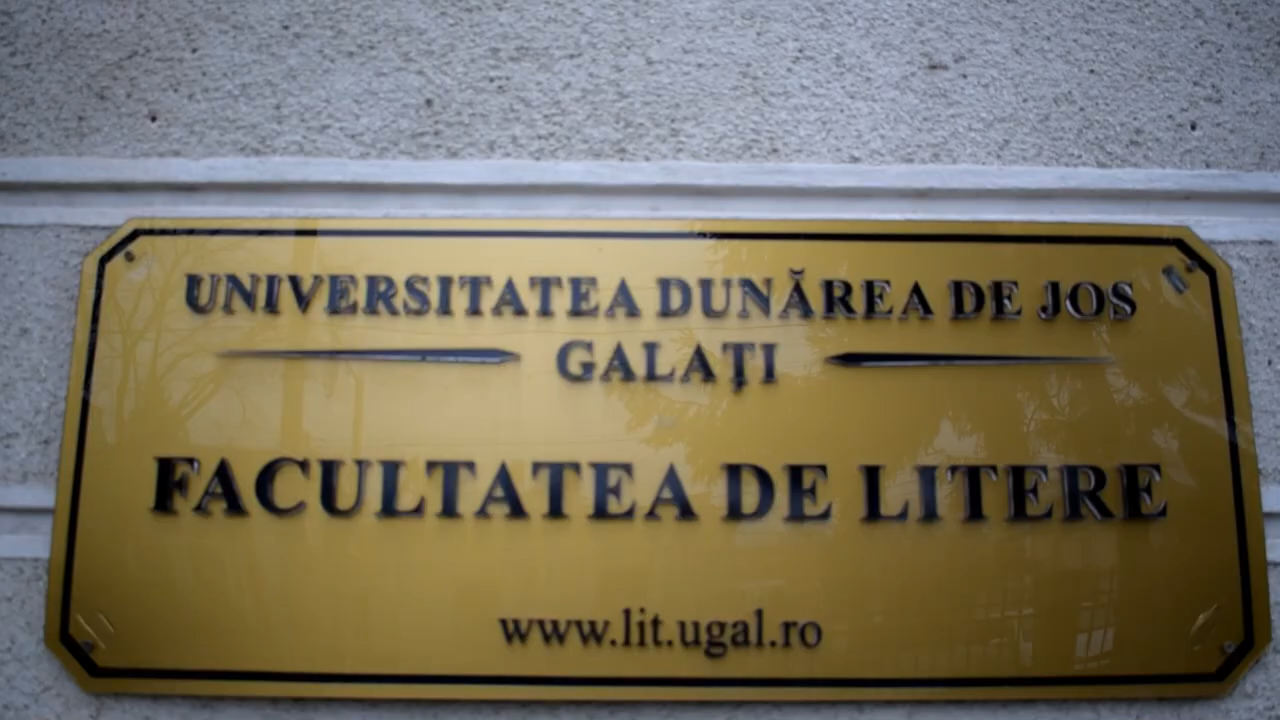 UNIVERSITATEA DUNĂREA DE JOS
GALAȚI
FACULTATEA DE LITERE
www.lit.ugal.ro